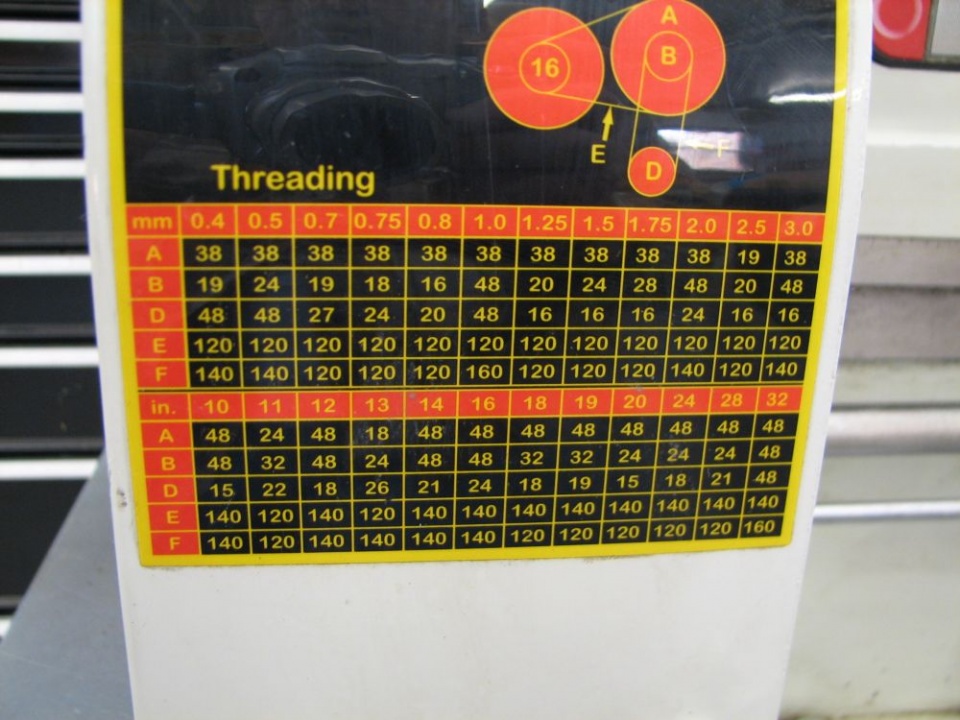 A
16 B
E F
D
Threading
mm 0.4 0.5 0.7 0.75 0.8 1.0 1.25 1.5 1.75 2.0 2.5 3.0
A 38 38 38 38 38 38 38 38 38 38 19 38
B 19 24 19 18 16 48 20 24 28 48 20 48
D 48 48 27 24 20 48 16 16 16 24 16 16
E 120 120 120 120 120 120 120 120 120 120 120 120
F 140 140 120 120 120 160 120 120 120 140 120 140
in. 10 11 12 13 14 16 18 19 20 24 28 32
A 48 24 48 18 48 48 48 48 48 48 48 48
B 48 32 48 24 48 48 32 32 24 24 24 48
D 15 22 18 26 21 24 18 19 15 18 21 48
E 140 120 140 120 140 140 140 140 140 140 140 140
F 140 120 140 140 140 140 120 120 120 120 120 160